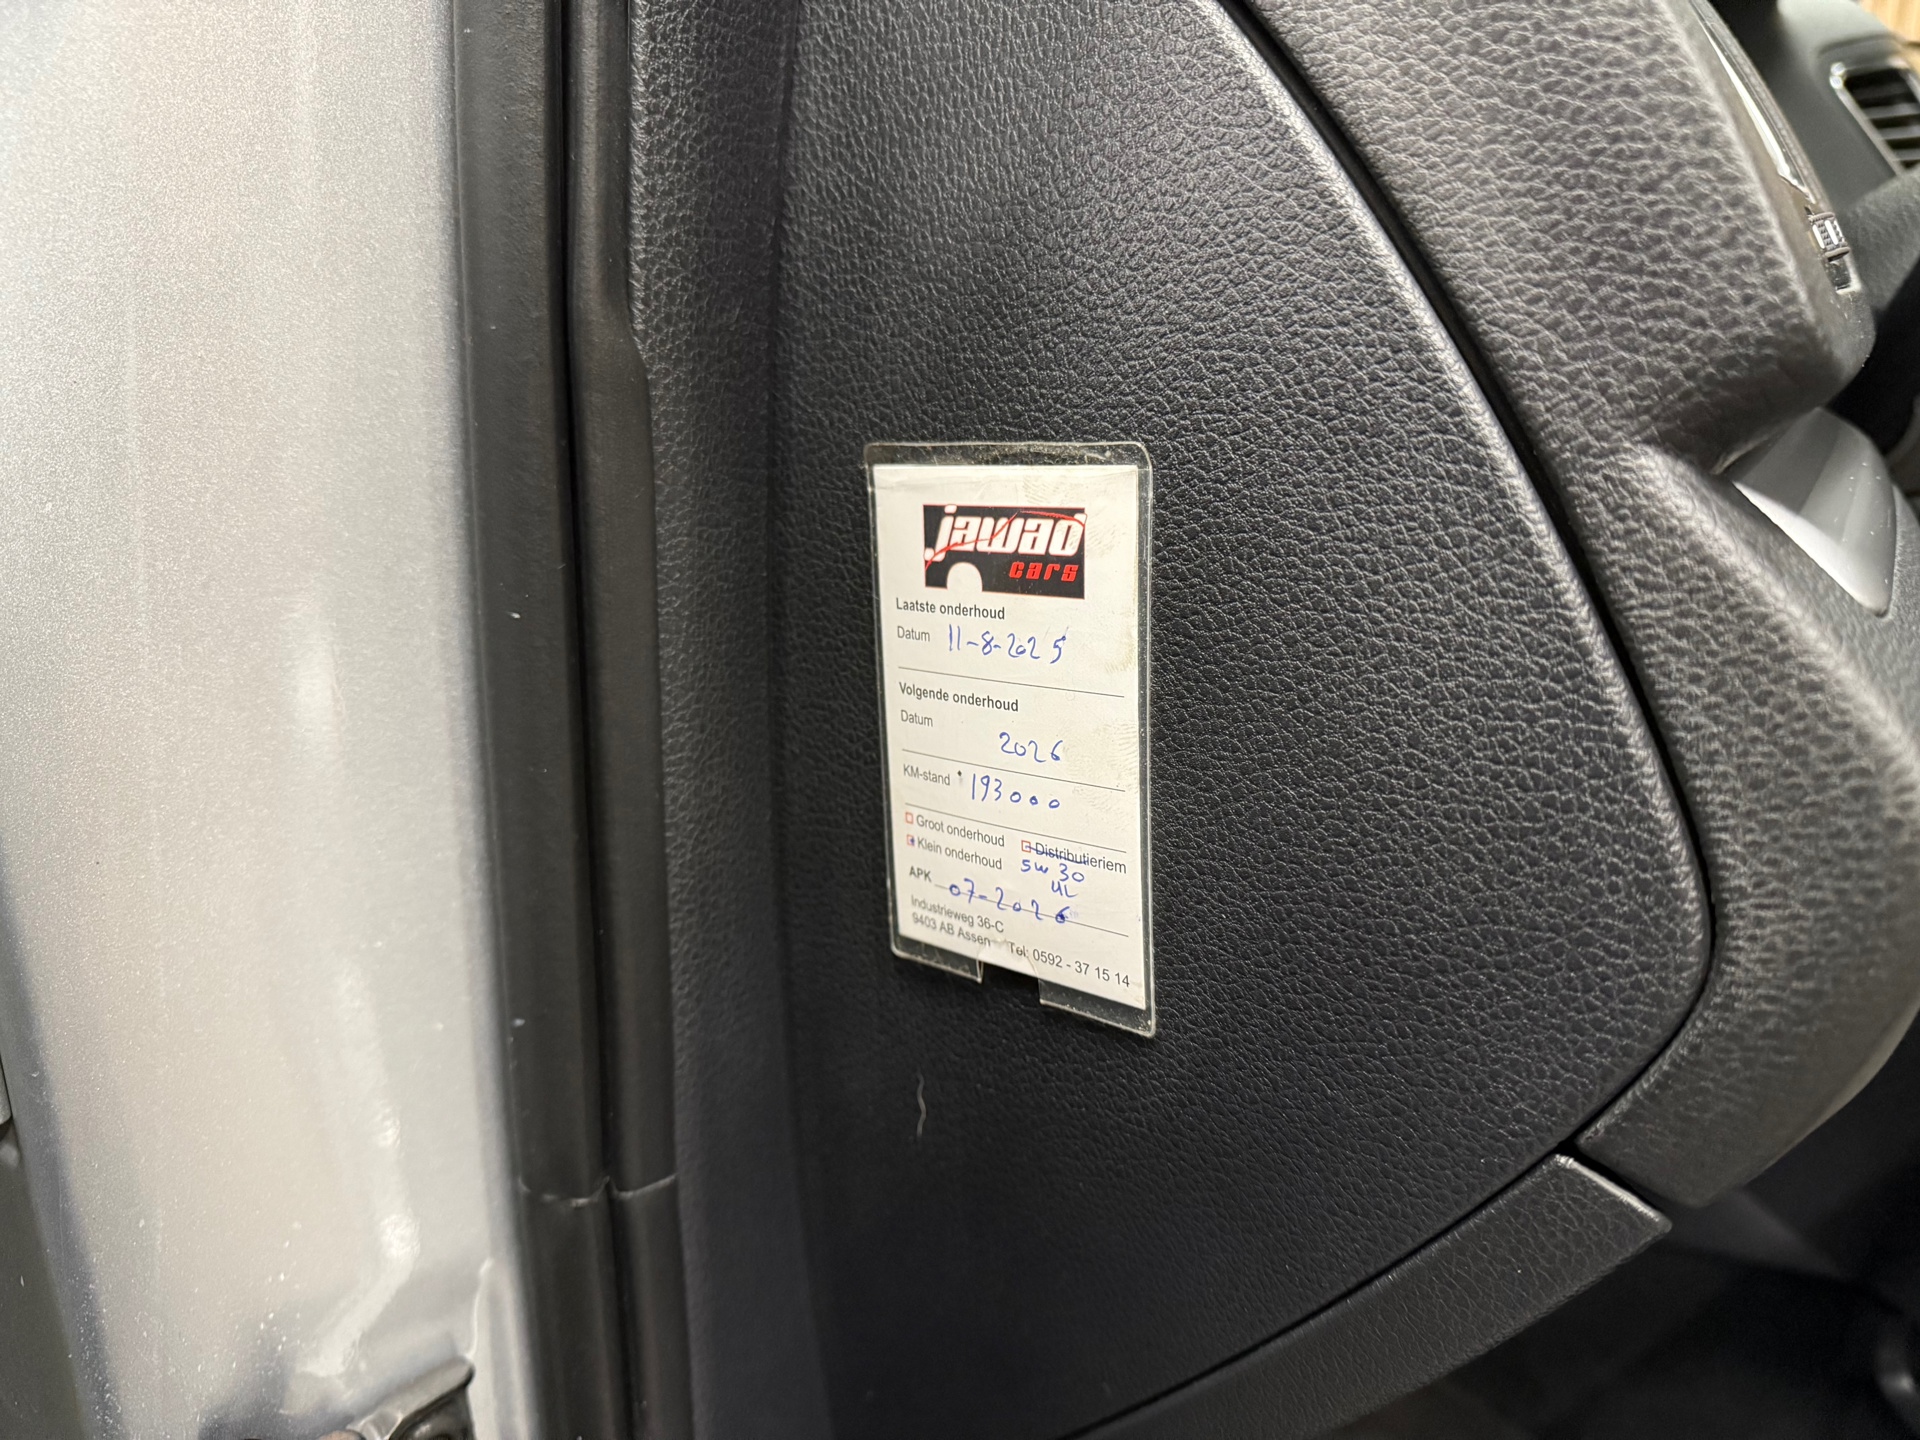 jawad
cars
Laatste onderhoud
Datum 11-8-2025
Volgende onderhoud
Datum
2026
KM-stand 193000
Groot onderhoud Distributieriem
Klein onderhoud 5w30
4L
APK 07-2026
Industrieweg 36-C
9403 AB Assen Tel: 0592 - 37 15 14